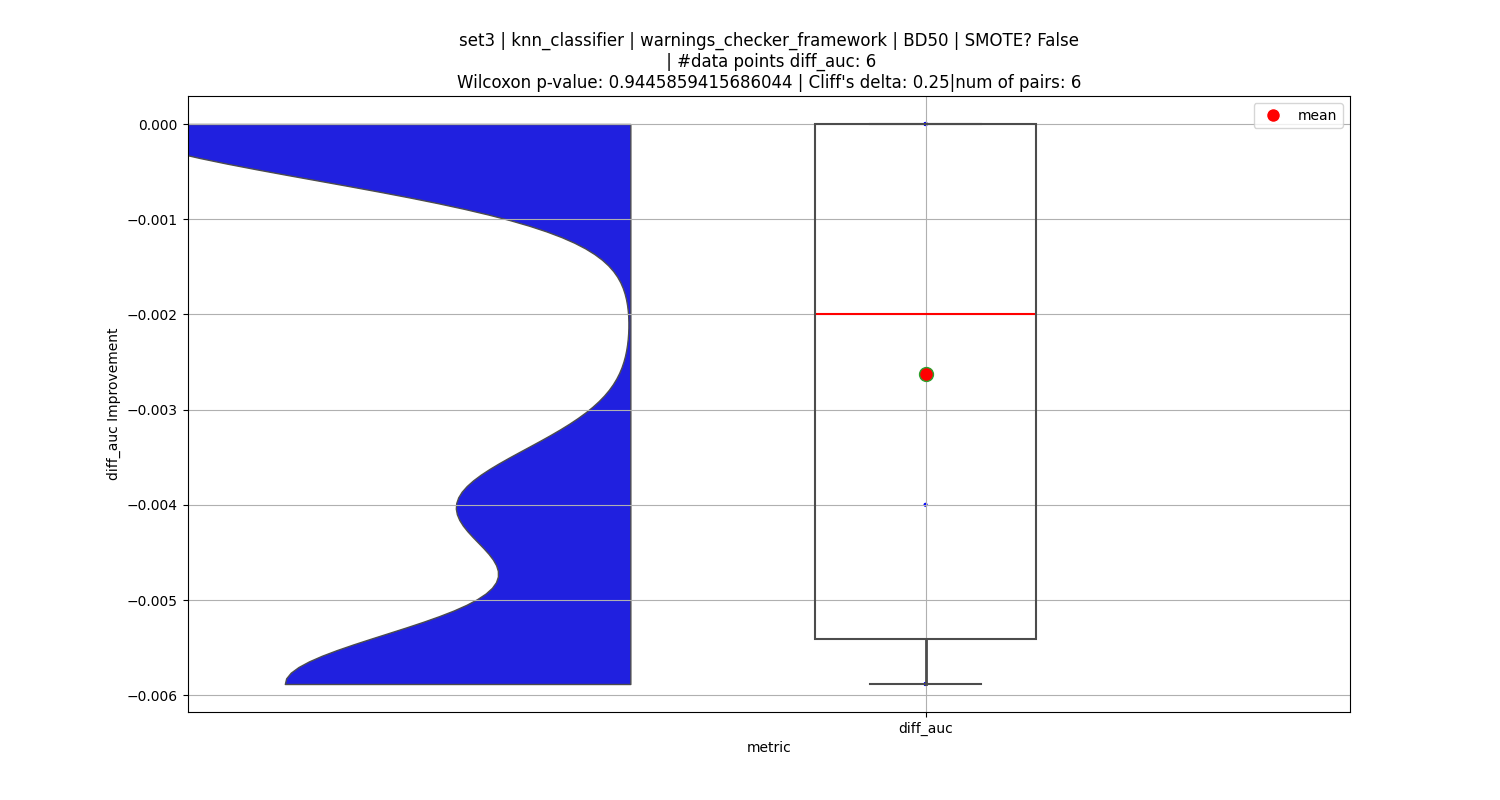 set3 | knn_classifier | warnings_checker_framework | BD50 | SMOTE? False
| #data points diff_auc: 6
Wilcoxon p-value: 0.9445859415686044 | Cliff's delta: 0.25|num of pairs: 6
mean
0.000
−0.001
−0.002
−0.003
−0.004
−0.005
−0.006
diff_auc Improvement
diff_auc
metric